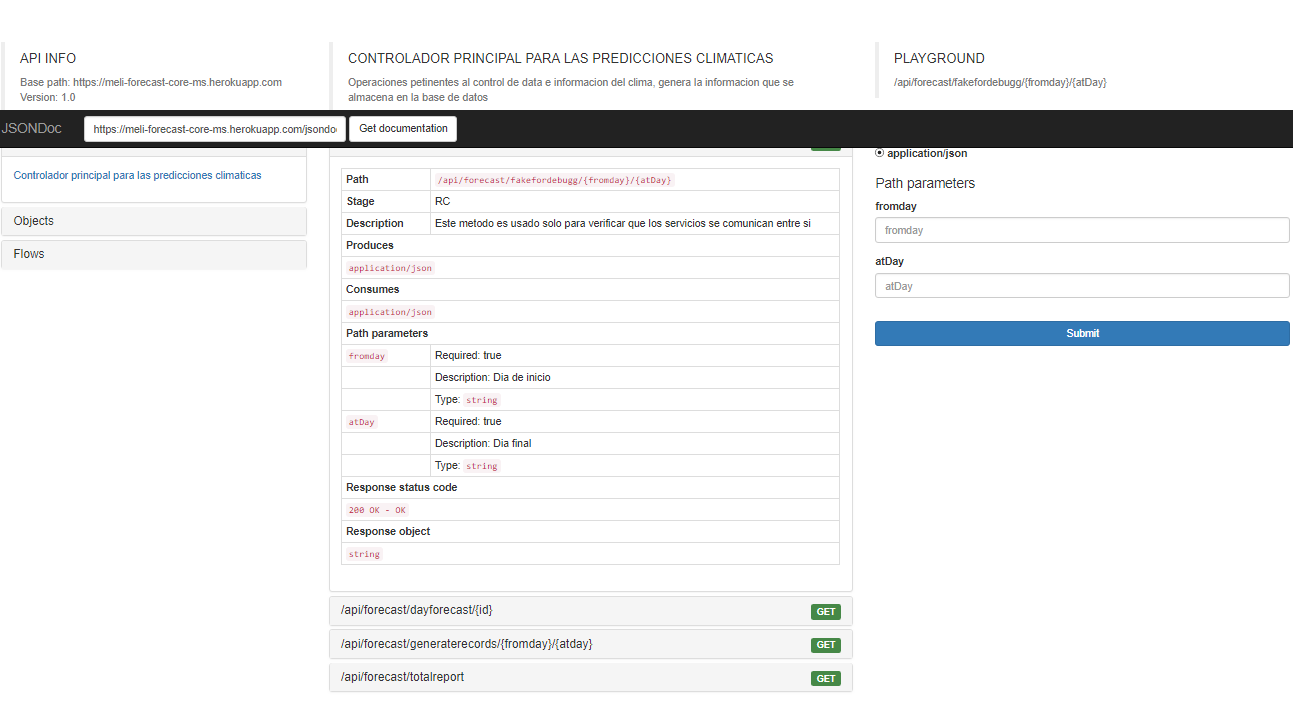 API INFO
Base path: https://meli-forecast-core-ms.herokuapp.com
Version: 1.0
CONTROLADOR PRINCIPAL PARA LAS PREDICCIONES CLIMATICAS
Operaciones petinentes al control de data e informacion del clima, genera la informacion que se
almacena en la base de datos
PLAYGROUND
/api/forecast/fakefordebugg/{fromday}/{atDay}
JSONDoc
https://meli-forecast-core-ms.herokuapp.com/jsondo
Get documentation
Controlador principal para las predicciones climaticas
Objects
Flows
Path /api/forecast/fakefordebugg/{fromday}/{atDay}
Stage RC
Description Este metodo es usado solo para verificar que los servicios se comunican entre si
Produces
application/json
Consumes
application/json
Path parameters
fromday Required: true
Description: Dia de inicio
Type: string
atDay Required: true
Description: Dia final
Type: string
Response status code
200 OK - OK
Response object
string
/api/forecast/dayforecast/{id} GET
/api/forecast/generaterecords/{fromday}/{atday} GET
/api/forecast/totalreport GET
application/json
Path parameters
fromday
fromday
atDay
atDay
Submit